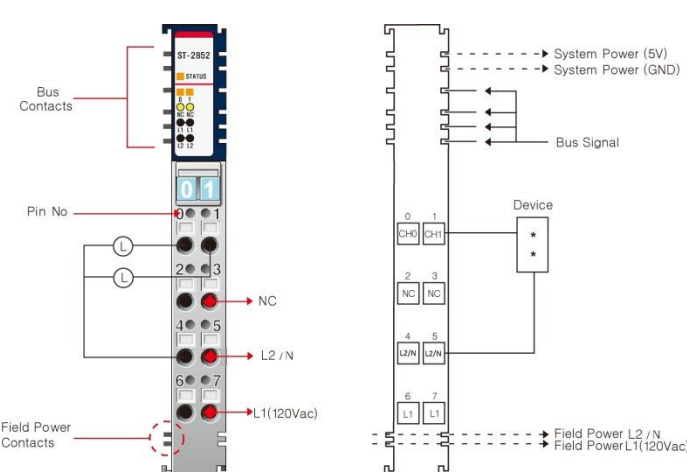 ST-2852
STATUS
0 1
NC NC
L1 L1
L2 L2
Bus
Contacts
01
Pin No
0 1
L
2 3
L
NC
4 5
L2 / N
6 7
L1(120Vac)
Field Power
Contacts
System Power (5V)
System Power (GND)
Bus Signal
Device
*
*
0 1
CH0 CH1
2 3
NC NC
4 5
L2/N L2/N
6 7
L1 L1
Field Power L2 / N
Field Power L1(120Vac)